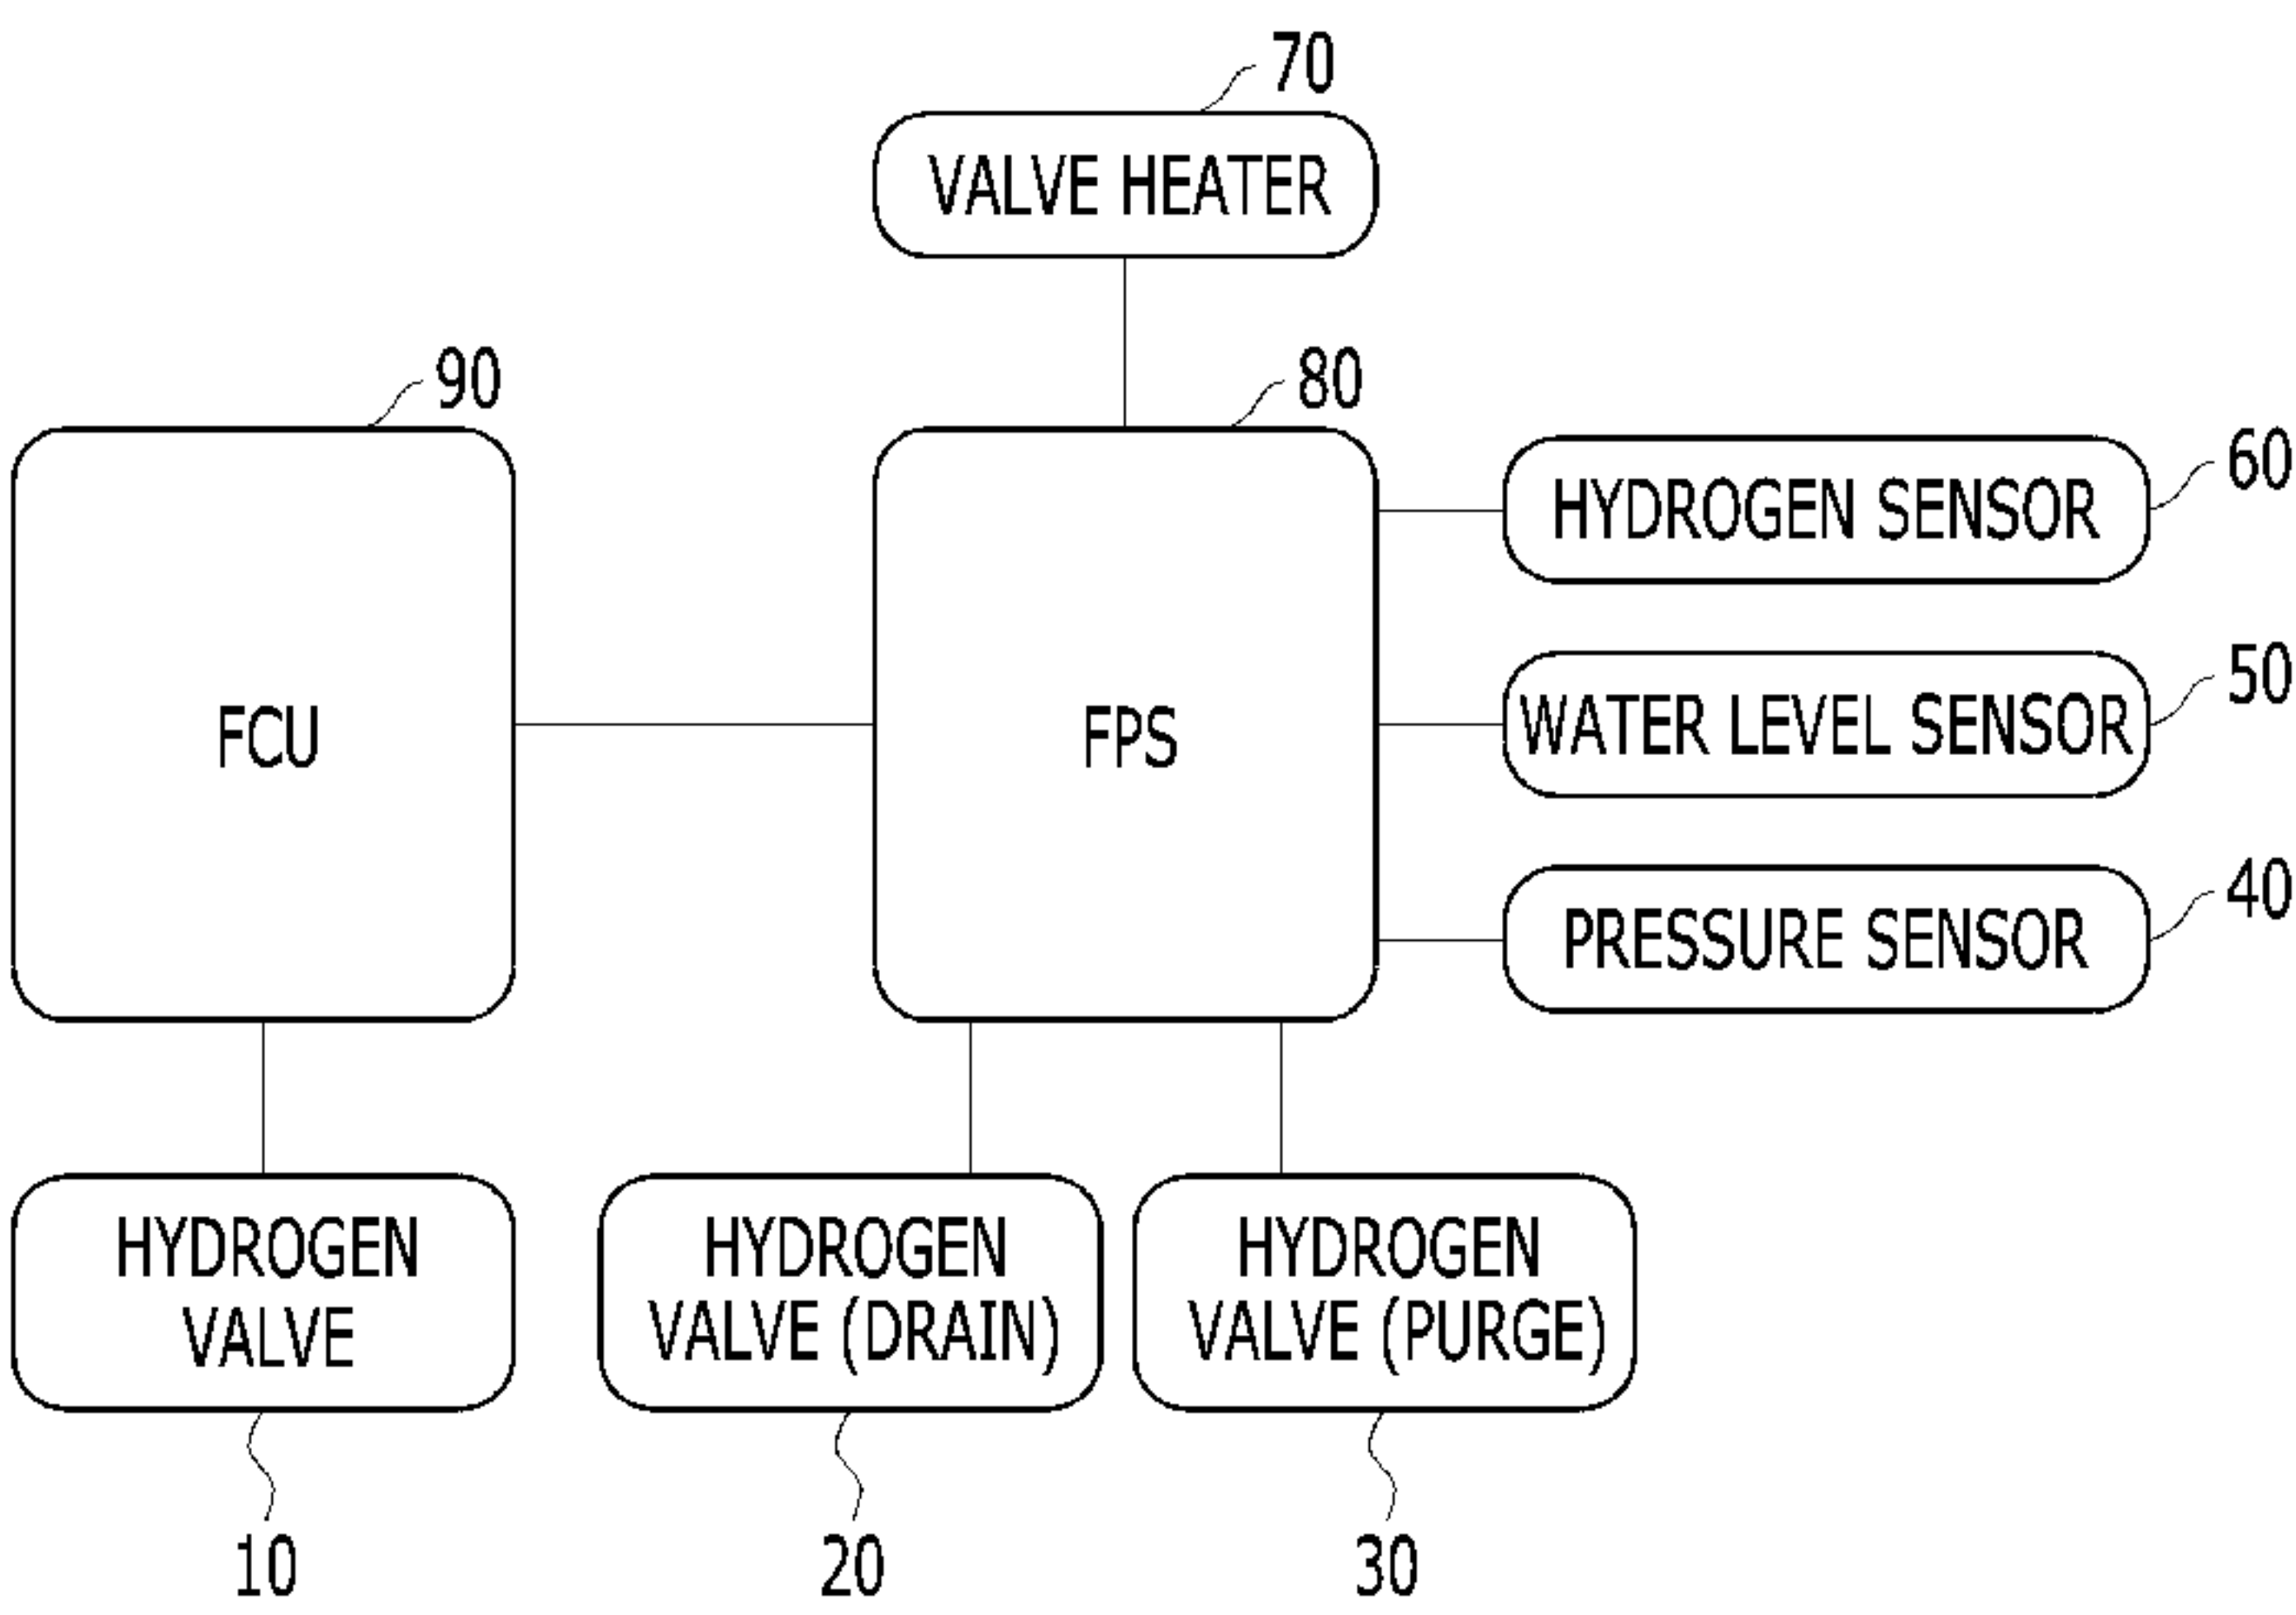 70
VALVE HEATER
90
80
FCU
FPS
60
HYDROGEN SENSOR
50
WATER LEVEL SENSOR
40
PRESSURE SENSOR
HYDROGEN
VALVE
HYDROGEN
VALVE (DRAIN)
HYDROGEN
VALVE (PURGE)
10
20
30